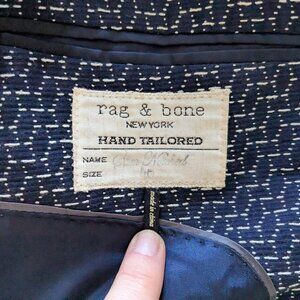 rag & bone
NEW YORK
HAND TAILORED
NAME
SIZE